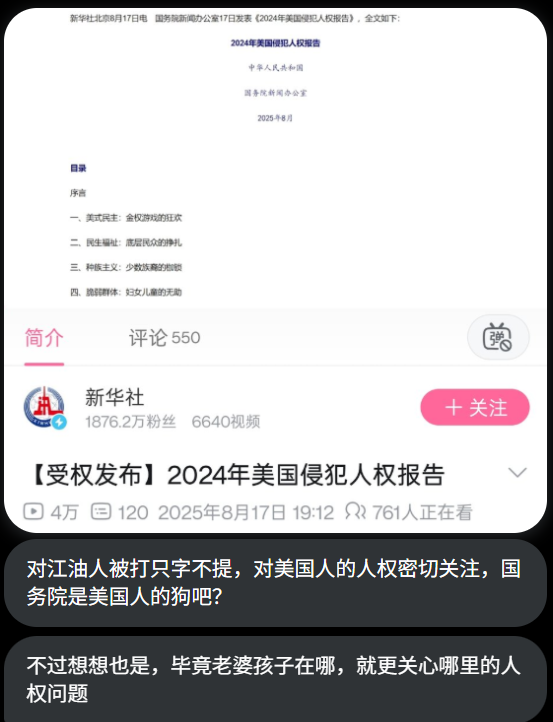 新华社北京8月17日电 国务院新闻办公室17日发表《2024年美国侵犯人权报告》，全文如下：
2024年美国侵犯人权报告
中华人民共和国
国务院新闻办公室
2025年8月
目录
序言
一、美式民主：金权游戏的狂欢
二、民生福祉：底层民众的挣扎
三、种族主义：少数族裔的枷锁
四、脆弱群体：妇女儿童的无助
简介 评论 550
弹
新华社
1876.2万粉丝 6640视频
+ 关注
【受权发布】2024年美国侵犯人权报告
4万 120 2025年8月17日 19:12 761人正在看
对江油人被打只字不提，对美国人的人权密切关注，国
务院是美国人的狗吧？
不过想想也是，毕竟老婆孩子在哪，就更关心哪里的人
权问题